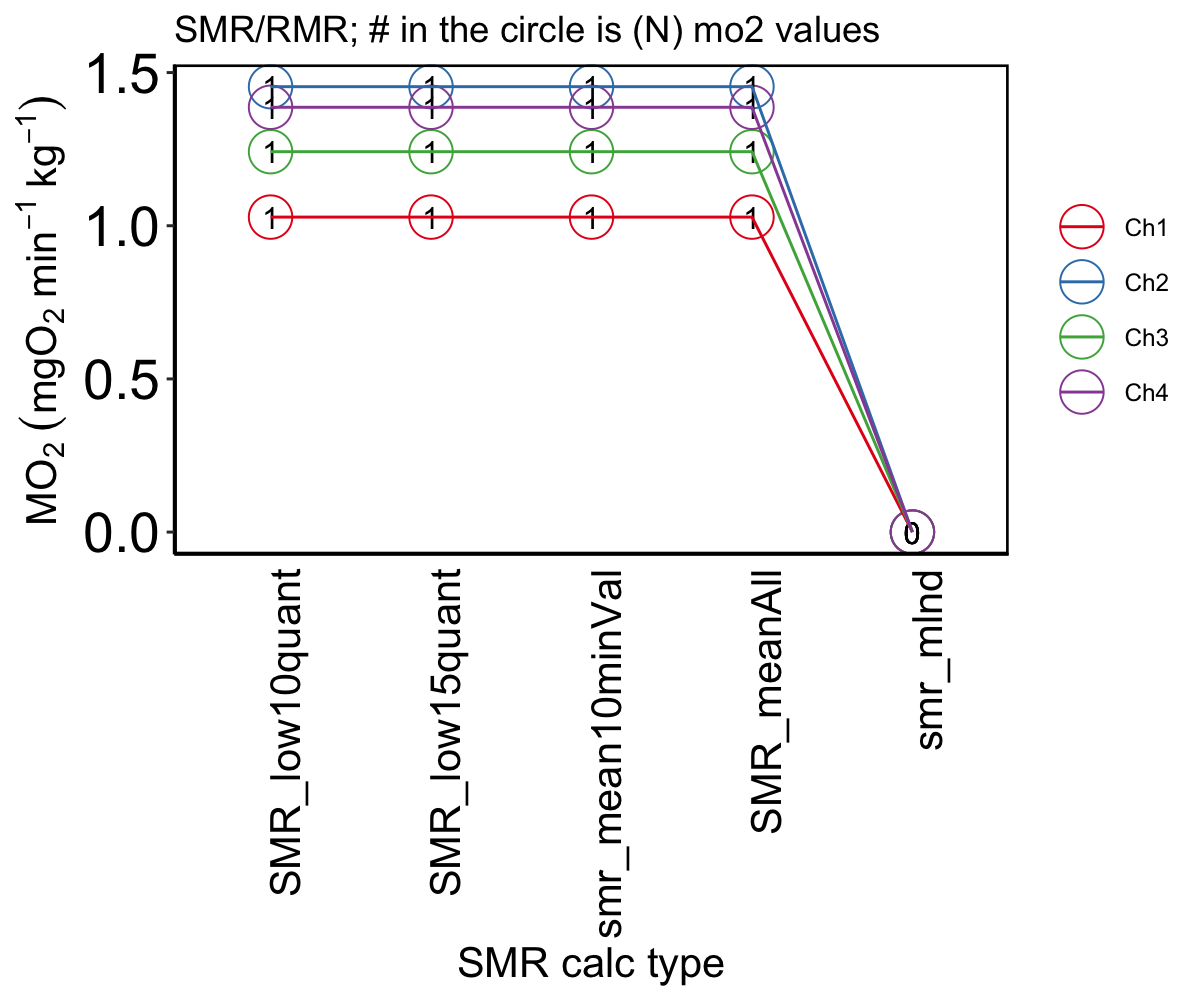 SMR/RMR; # in the circle is (N) mo2 values
MO₂ (mgO₂ min⁻¹ kg⁻¹)
1.5
1.0
0.5
0.0
1 1 1 1
1 1 1 1
1 1 1 1
1 1 1 1
0
SMR_low10quant
SMR_low15quant
smr_mean10minVal
SMR_meanAll
smr_mlnd
SMR calc type
Ch1
Ch2
Ch3
Ch4